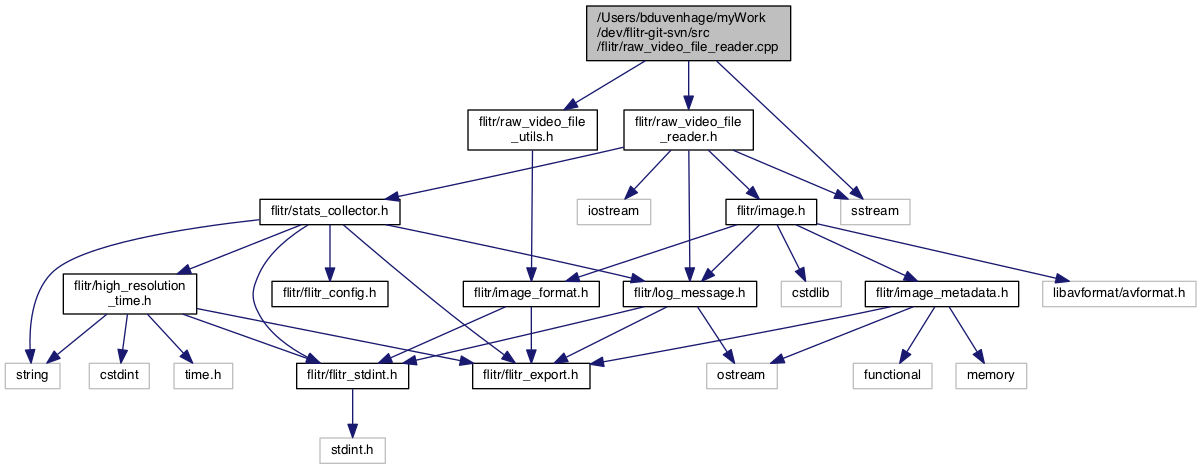 /Users/bduvenhage/myWork
/dev/flitr-git-svn/src
/flitr/raw_video_file_reader.cpp
flitr/raw_video_file
_utils.h
flitr/raw_video_file
_reader.h
flitr/stats_collector.h
iostream
flitr/image.h
sstream
flitr/high_resolution
_time.h
flitr/flitr_config.h
flitr/image_format.h
flitr/log_message.h
cstdlib
flitr/image_metadata.h
libavformat/avformat.h
string
cstdint
time.h
flitr/flitr_stdint.h
flitr/flitr_export.h
ostream
functional
memory
stdint.h